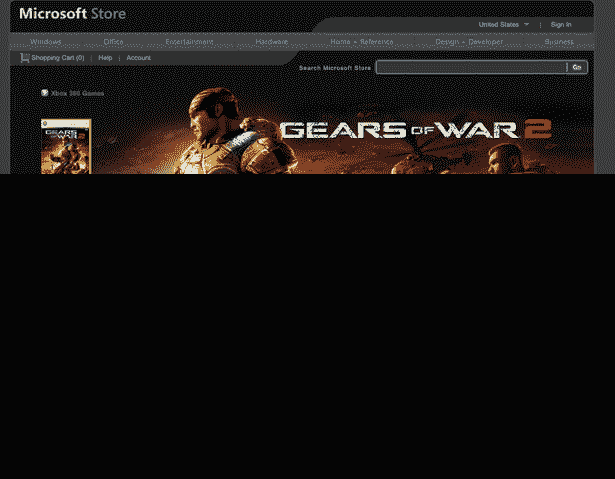 Microsoft Store
United States | Sign In
Windows Office Entertainment Hardware Home + Reference Design + Developer Business
Shopping Cart (0) | Help | Account
Search Microsoft Store Go
Xbox 360 Games
GEARS OF WAR 2
GEARS OF WAR 2